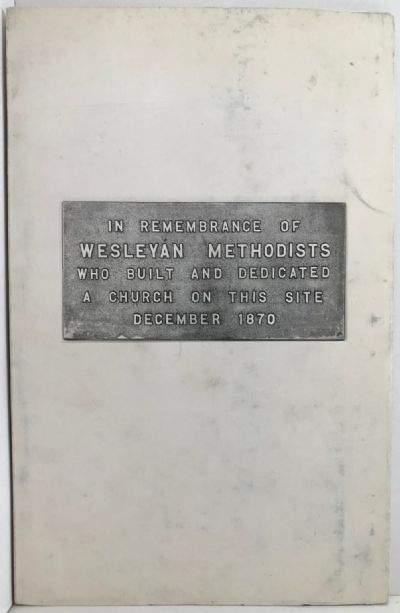 IN REMEMBRANCE OF
WESLEYAN METHODISTS
WHO BUILT AND DEDICATED
A CHURCH ON THIS SITE
DECEMBER 1870